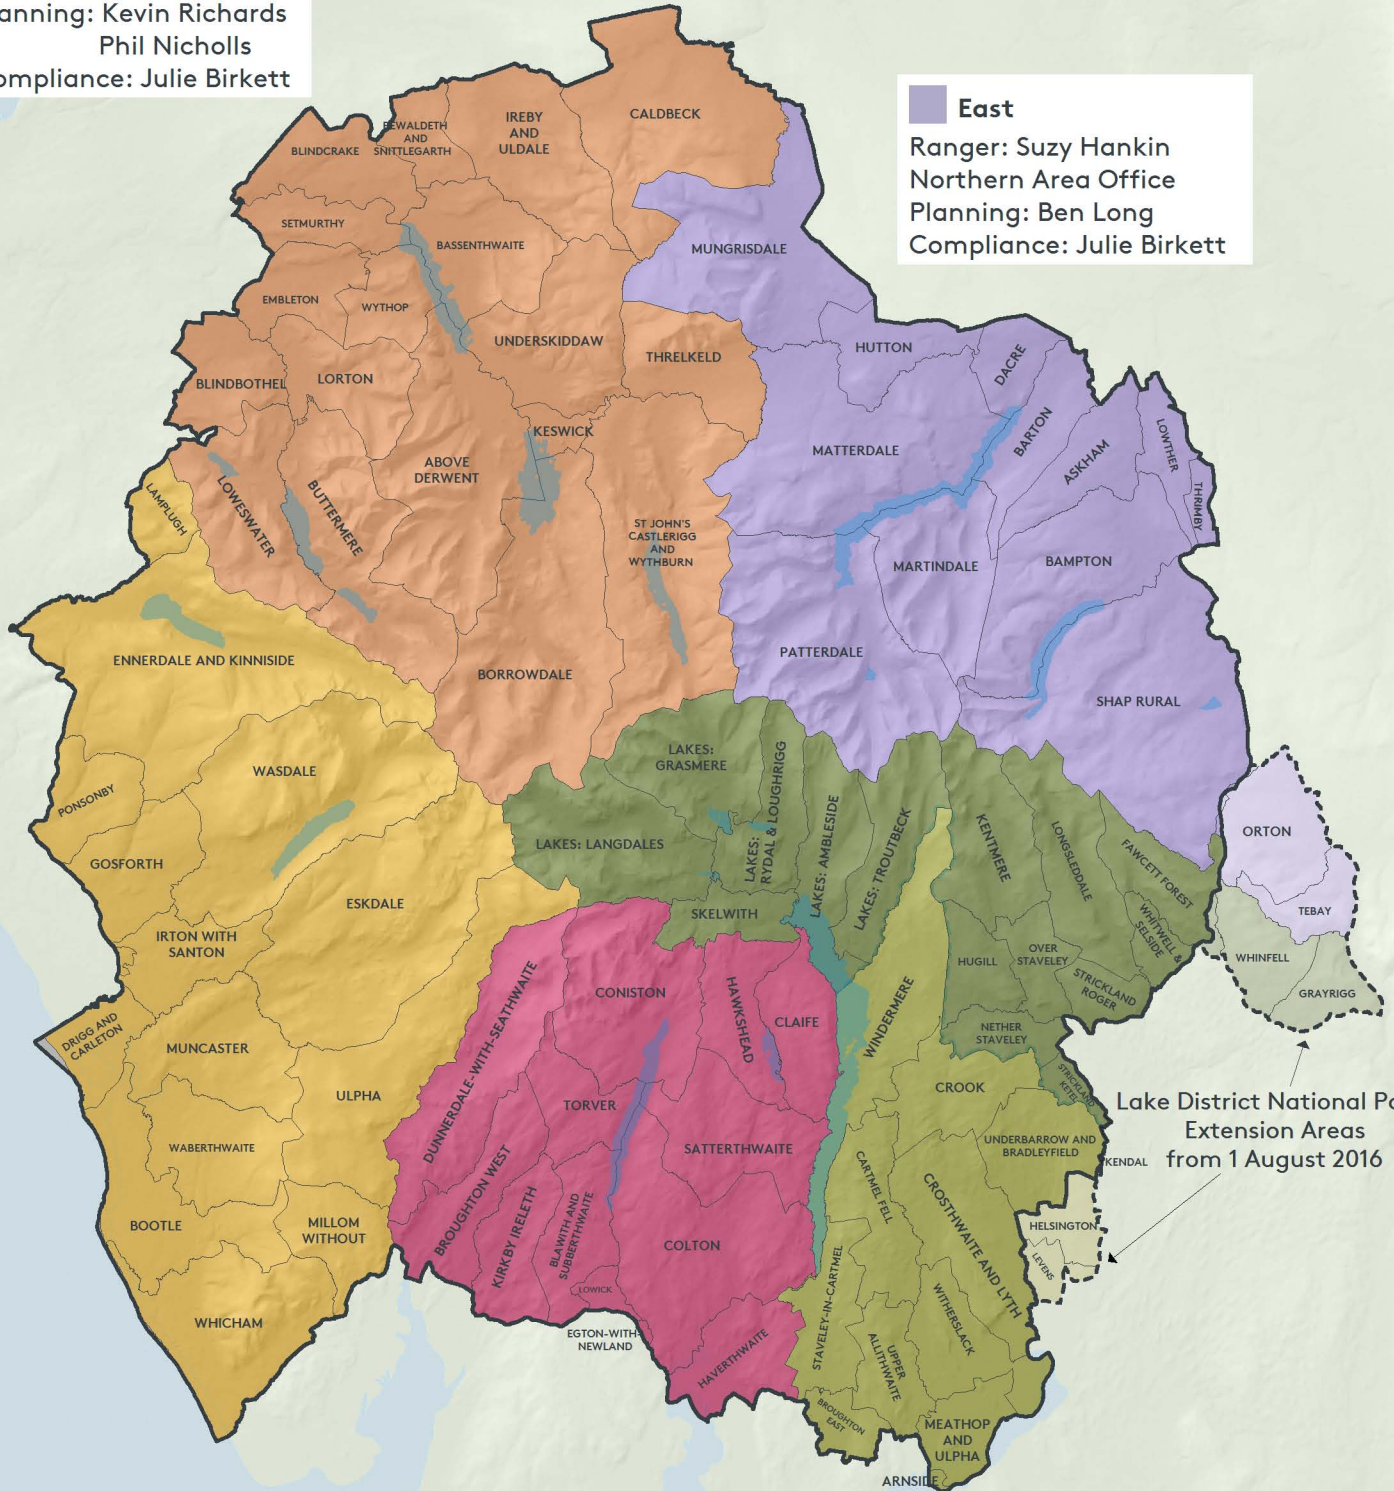 anning: Kevin Richards
Phil Nicholls
ompliance: Julie Birkett
East
Ranger: Suzy Hankin
Northern Area Office
Planning: Ben Long
Compliance: Julie Birkett
CALDBECK
IREBY
AND
ULDALE
EWALDETH
AND
SNITTLEGARTH
BLINDCRAKE
SETMURTHY
BASSENTHWAITE
MUNGRISDALE
EMBLETON
WYTHOP
UNDERSKIDDAW
THRELKELD
HUTTON
DACRE
BLINDBOTHEL
LORTON
KESWICK
BARTON
ASKHAM
LOWTHER
THRIMBY
MATTERDALE
ABOVE
DERWENT
LAMPLUGH
LOWESWATER
BUTTERMERE
ST JOHN'S
CASTLERIGG
AND
WYTHBURN
MARTINDALE
BAMPTON
ENNERDALE AND KINNISIDE
BORROWDALE
PATTERDALE
SHAP RURAL
WASDALE
PONSONBY
LAKES:
GRASMERE
LAKES:
RYDAL & LOUGHRIGG
LAKES: AMBLESIDE
LAKES: TROUTBECK
KENTMERE
LONGSLEDDALE
FAWCETT FOREST
WHITWELL &
SELSIDE
ORTON
TEBAY
WHINFELL
GRAYRIGG
GOSFORTH
LAKES: LANGDALES
ESKDALE
SKELWITH
IRTON WITH
SANTON
HUGILL
OVER
STAVELEY
STRICKLAND
ROGER
DUNNERDALE-WITH-SEATHWAITE
CONISTON
HAWKSHEAD
CLAIFE
WINDERMERE
DRIGG AND
CARLETON
MUNCASTER
NETHER
STAVELEY
STRICKLAND
KETEL
ULPHA
TORVER
CROOK
Lake District National Pa
Extension Areas
from 1 August 2016
WABERTHWAITE
SATTERTHWAITE
UNDERBARROW AND
BRADLEYFIELD
KENDAL
BROUGHTON WEST
KIRKBY IRELETH
BLAWITH AND
SUBBERTHWAITE
CARTMEL FELL
CROSTHWAITE AND LYTH
BOOTLE
MILLOM
WITHOUT
COLTON
HELSINGTON
LEVENS
LOWICK
STAVELEY-IN-CARTMEL
WITHERSLACK
WHICHAM
EGTON-WITH-
NEWLAND
HAVERTHWAITE
UPPER
ALLITHWAITE
BROUGHTON
EAST
MEATHOP
AND
ULPHA
ARNSIDE